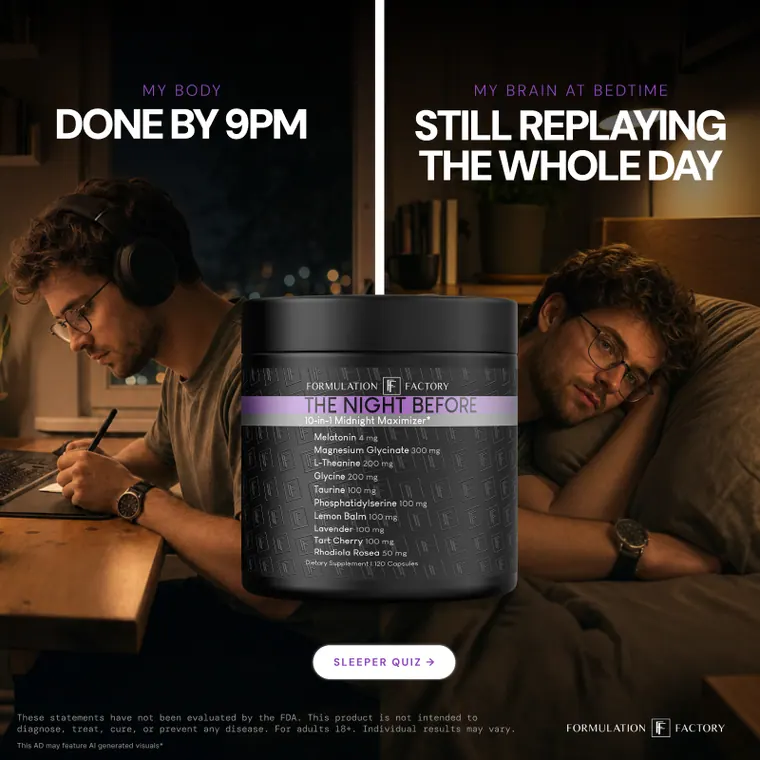 MY BODY
DONE BY 9PM
MY BRAIN AT BEDTIME
STILL REPLAYING
THE WHOLE DAY
FORMULATION FF FACTORY
THE NIGHT BEFORE
10-in-1 Midnight Maximizer*
Melatonin 4 mg
Magnesium Glycinate 300 mg
L-Theanine 200 mg
Glycine 200 mg
Taurine 100 mg
Phosphatidylserine 100 mg
Lemon Balm 100 mg
Lavender 100 mg
Tart Cherry 100 mg
Rhodiola Rosea 50 mg
Dietary Supplement | 120 Capsules
SLEEPER QUIZ →
These statements have not been evaluated by the FDA. This product is not intended to
diagnose, treat, cure, or prevent any disease. For adults 18+. Individual results may vary.
This AD may feature AI generated visuals*
FORMULATION FF FACTORY